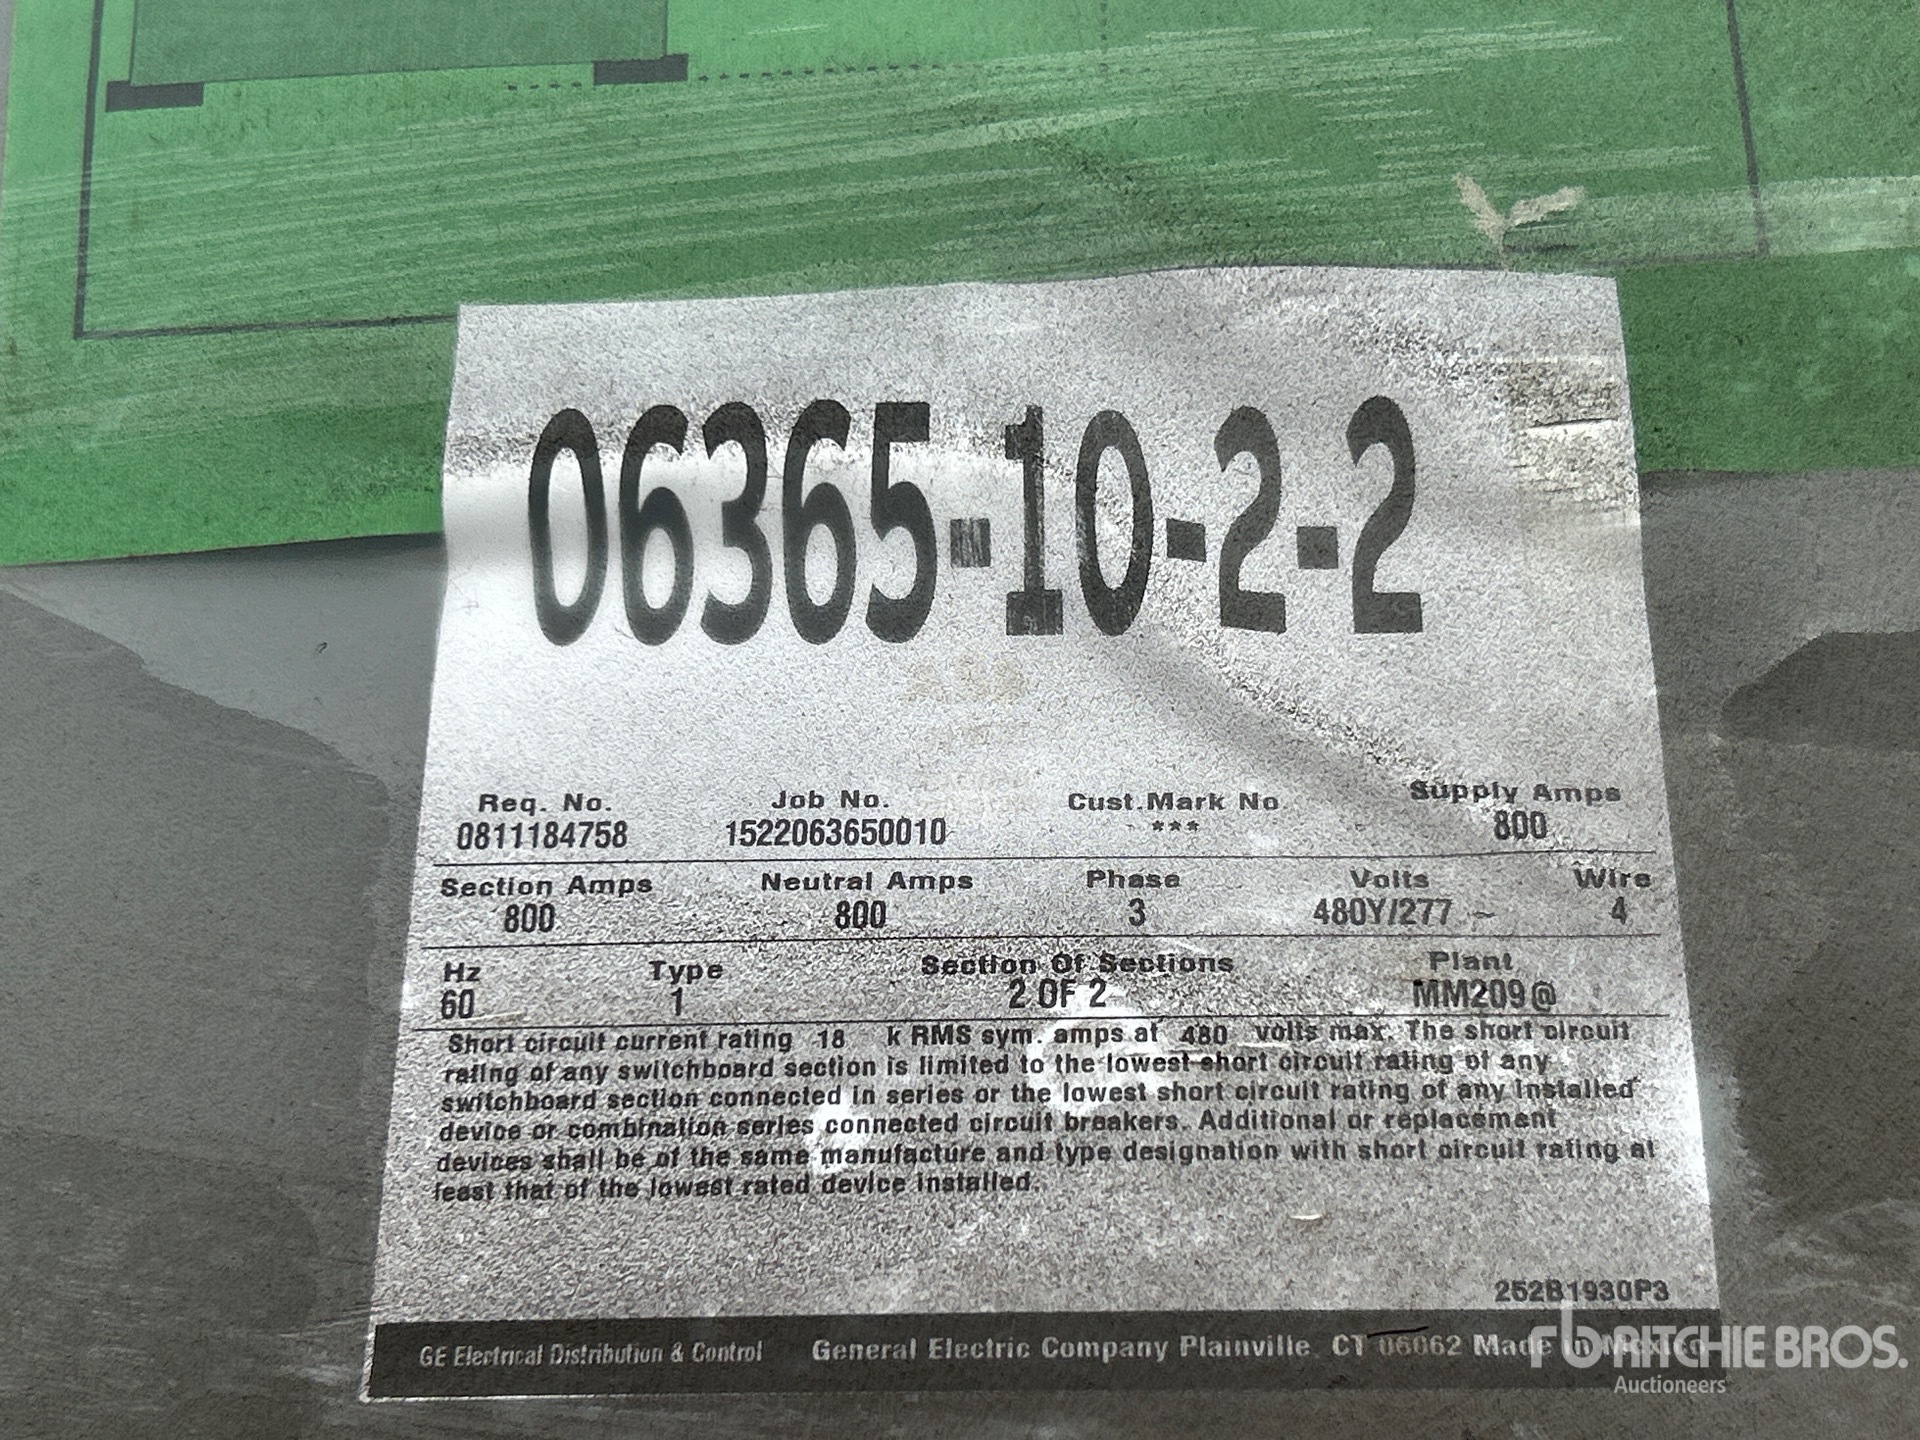 06365-10-2-2
Req. No. Job No. Cust.Mark No Supply Amps
0811184758 1522063650010 *** 800
Section Amps Neutral Amps Phase Volts Wire
800 800 3 480Y/277 ~ 4
Hz Type Section Of Sections Plant
60 1 2 OF 2 MM209@
Short circuit current rating 18 k RMS sym. amps at 480 volts max. The short circuit
rating of any switchboard section is limited to the lowest short circuit rating of any
switchboard section connected in series or the lowest short circuit rating of any installed
device or combination series connected circuit breakers. Additional or replacement
devices shall be of the same manufacture and type designation with short circuit rating at
least that of the lowest rated device installed.
252B1930P3
GE Electrical Distribution & Control General Electric Company Plainville, CT 06062 Made in Mexico
rb RITCHIE BROS.
Auctioneers